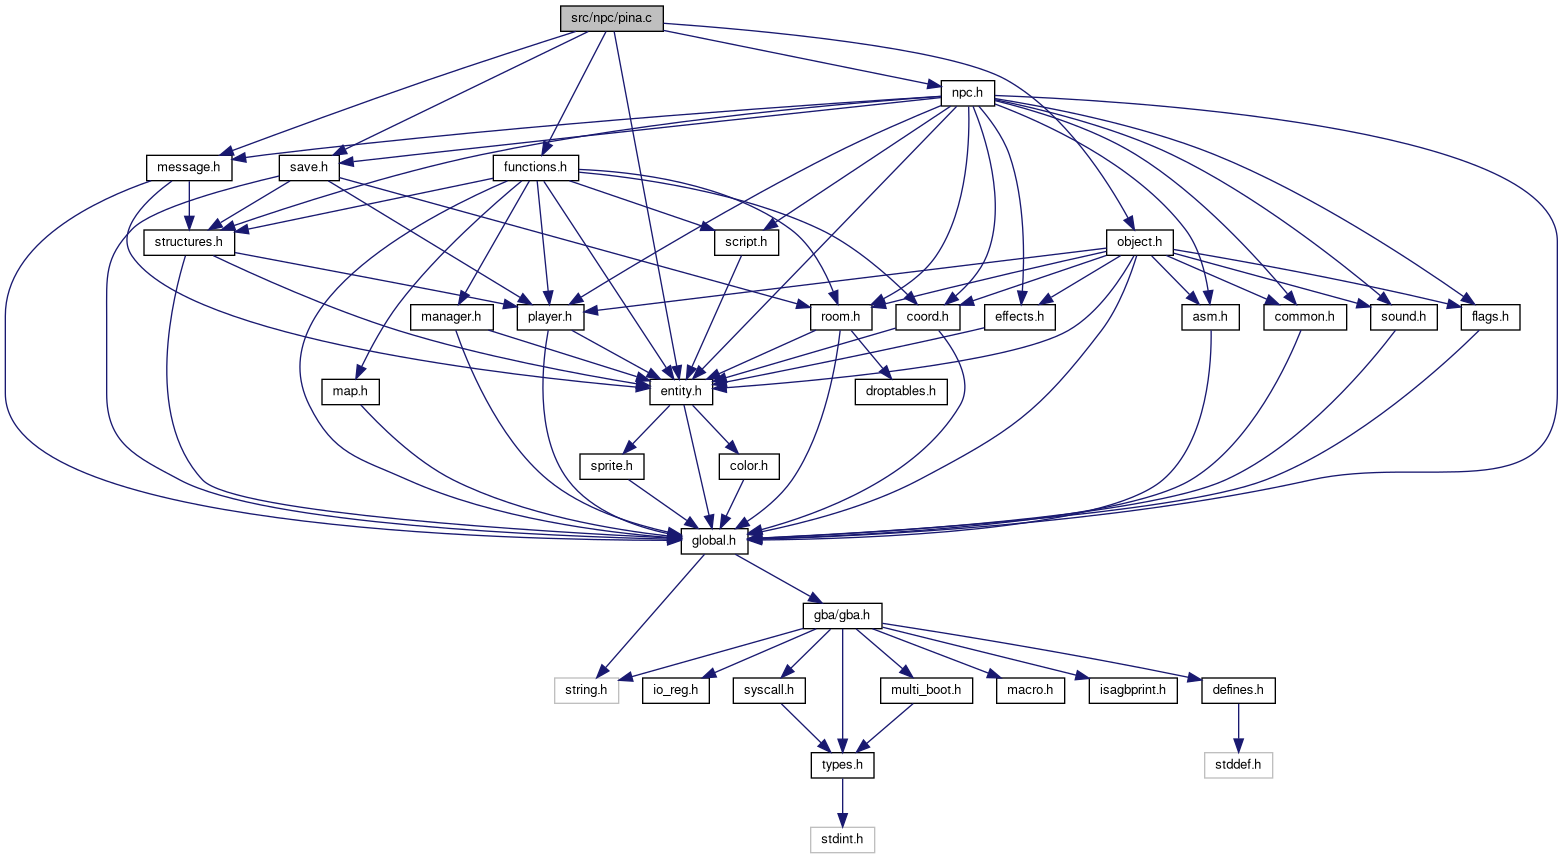 src/npc/pina.c
npc.h
message.h
save.h
functions.h
structures.h
script.h
object.h
manager.h
player.h
room.h
coord.h
effects.h
asm.h
common.h
sound.h
flags.h
map.h
entity.h
droptables.h
sprite.h
color.h
global.h
gba/gba.h
string.h
io_reg.h
syscall.h
multi_boot.h
macro.h
isagbprint.h
defines.h
types.h
stddef.h
stdint.h